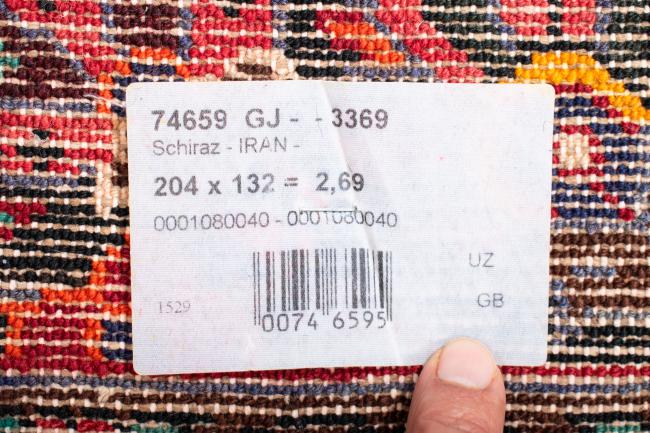 74659 GJ - - 3369
Schiraz - IRAN -
204 x 132 = 2,69
0001080040 - 0001080040
UZ
1529
GB
0074 6595